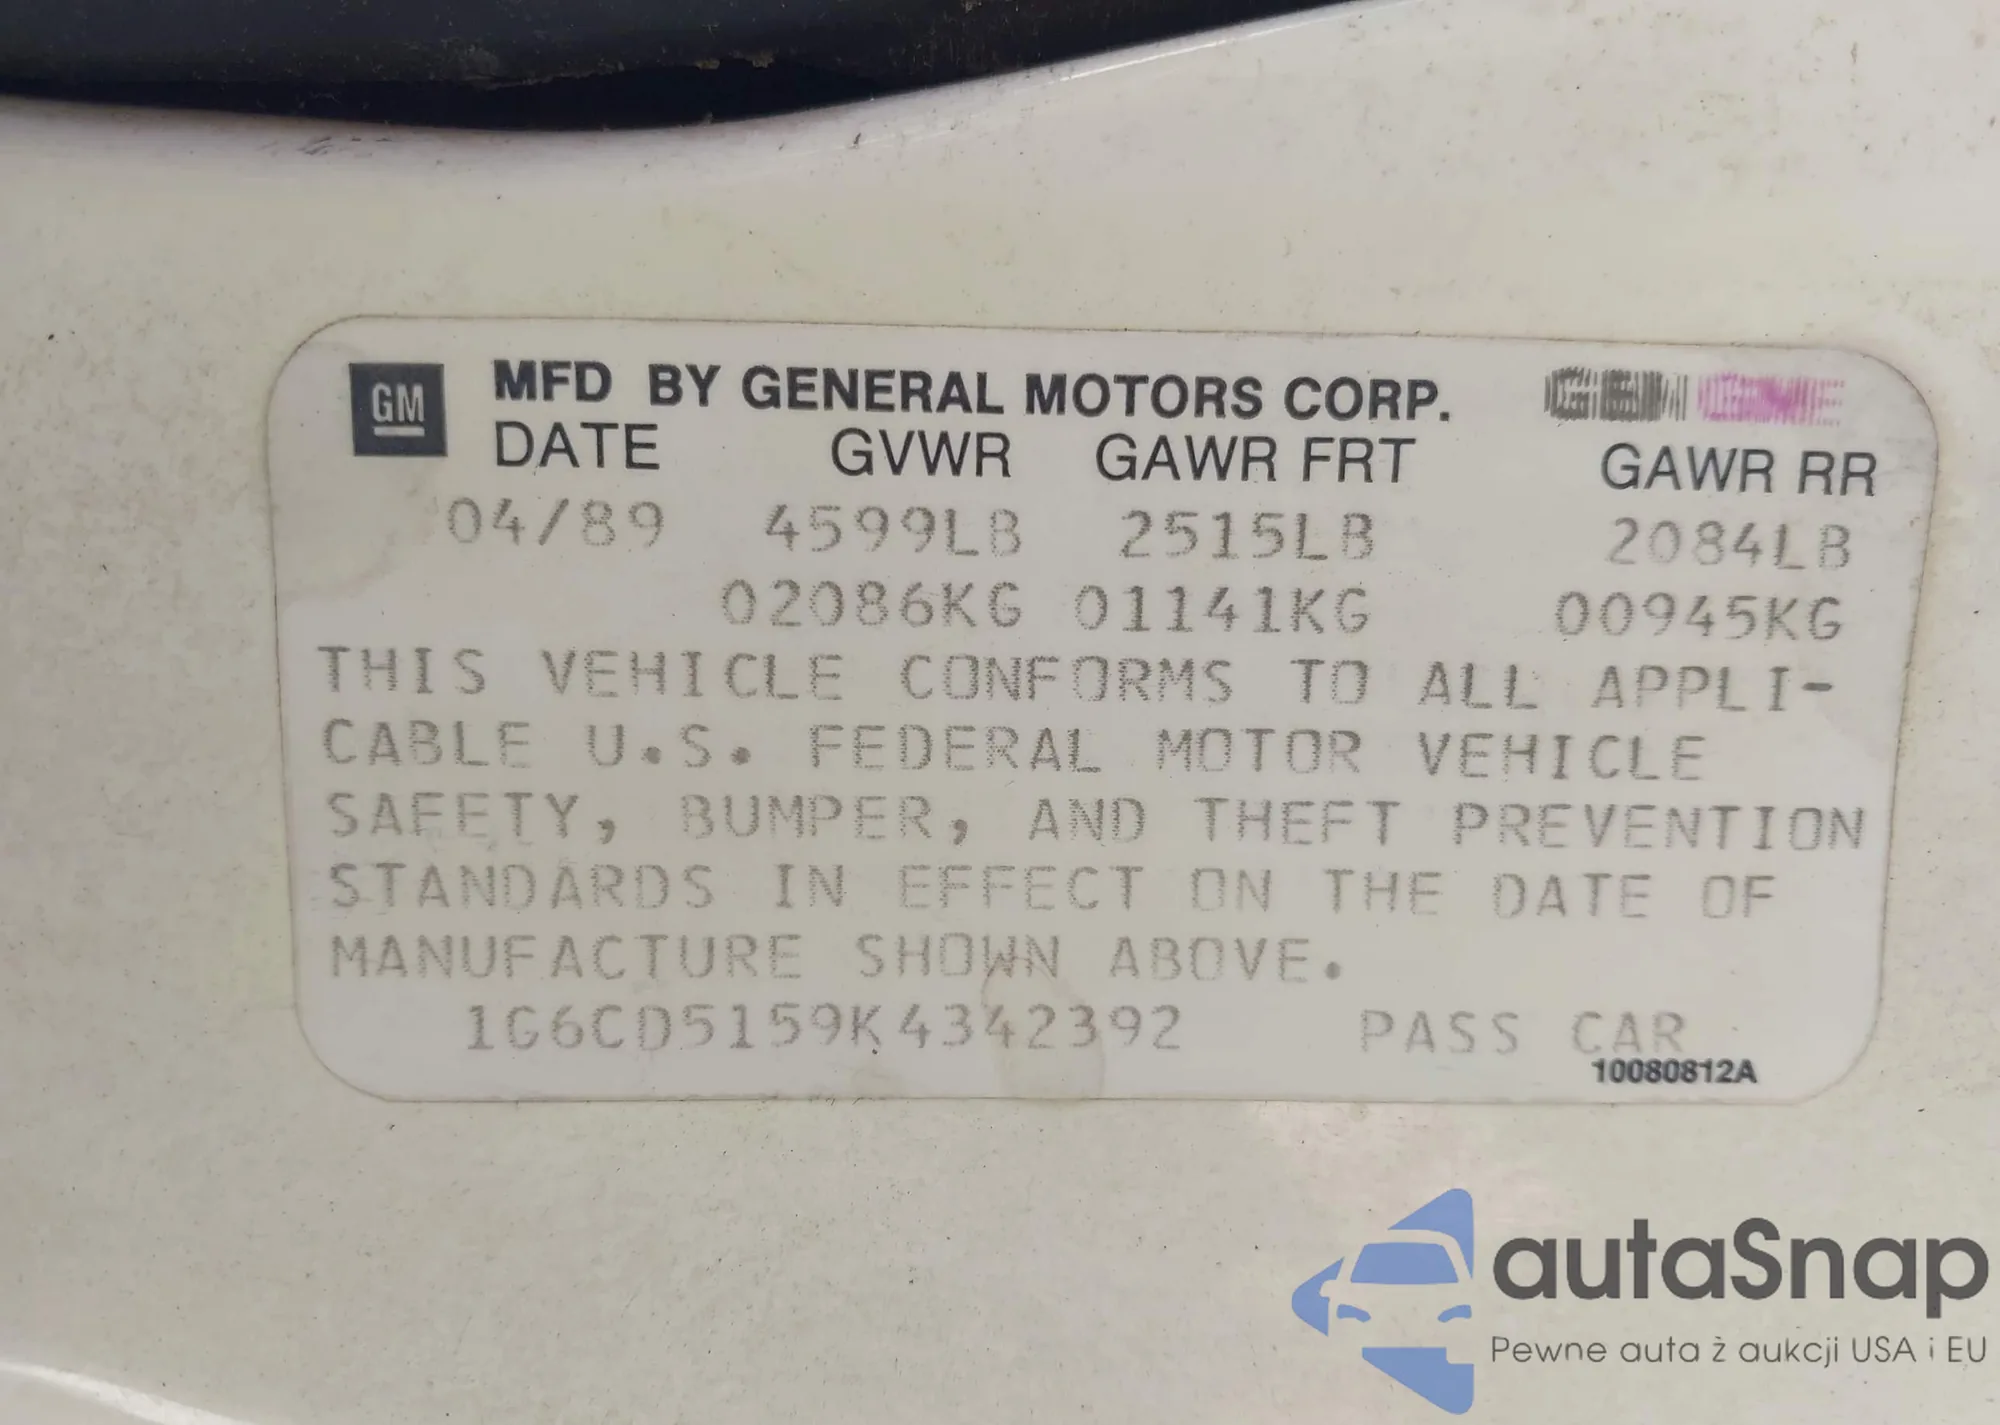 GM MFD BY GENERAL MOTORS CORP.
DATE GVWR GAWR FRT GAWR RR
04/89 4599LB 2515LB 2084LB
02086KG 01141KG 00945KG
THIS VEHICLE CONFORMS TO ALL APPLI-
CABLE U.S. FEDERAL MOTOR VEHICLE
SAFETY, BUMPER, AND THEFT PREVENTION
STANDARDS IN EFFECT ON THE DATE OF
MANUFACTURE SHOWN ABOVE.
1G6CD5159K4342392 PASS CAR
10080812A
autaSnap
Pewne auta ż aukcji USA i EU